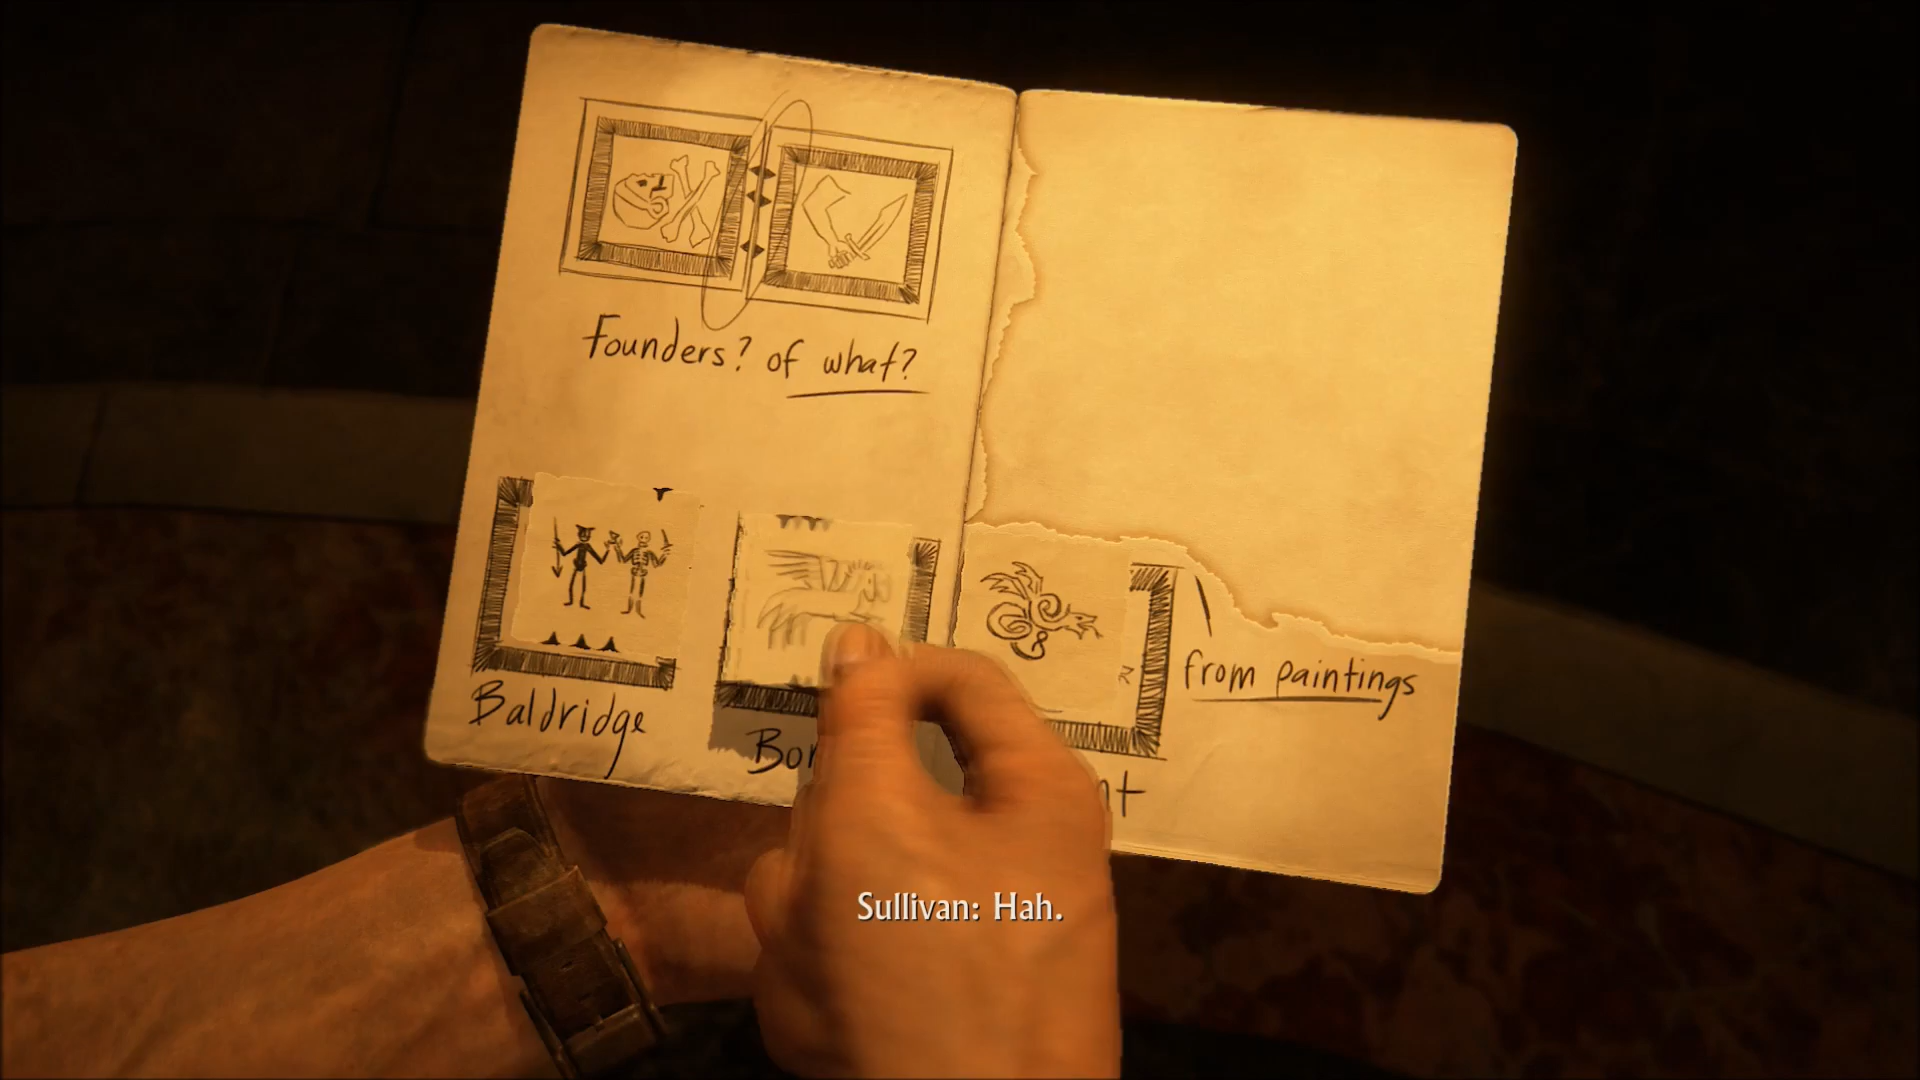 Founders? of what?
Baldridge
from paintings
Sullivan: Hah.